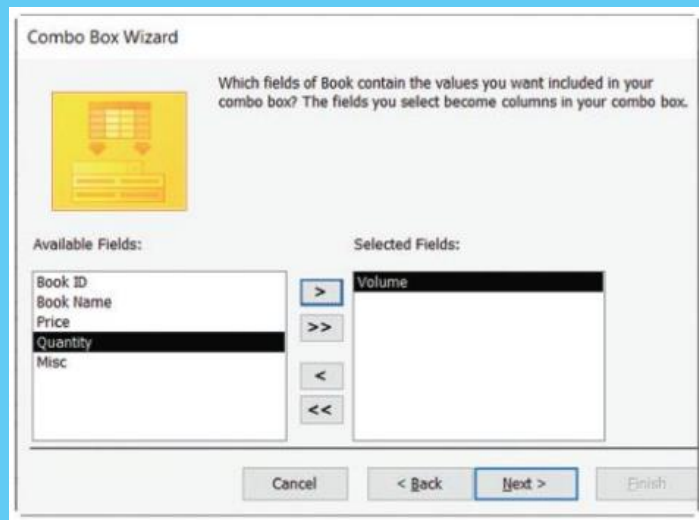 Combo Box Wizard
Which fields of Book contain the values you want included in your
combo box? The fields you select become columns in your combo box.
Available Fields:
Selected Fields:
Book ID
Book Name
Price
Quantity
Misc
>
>>
<
<<
Volume
Cancel
< Back
Next >
Finish